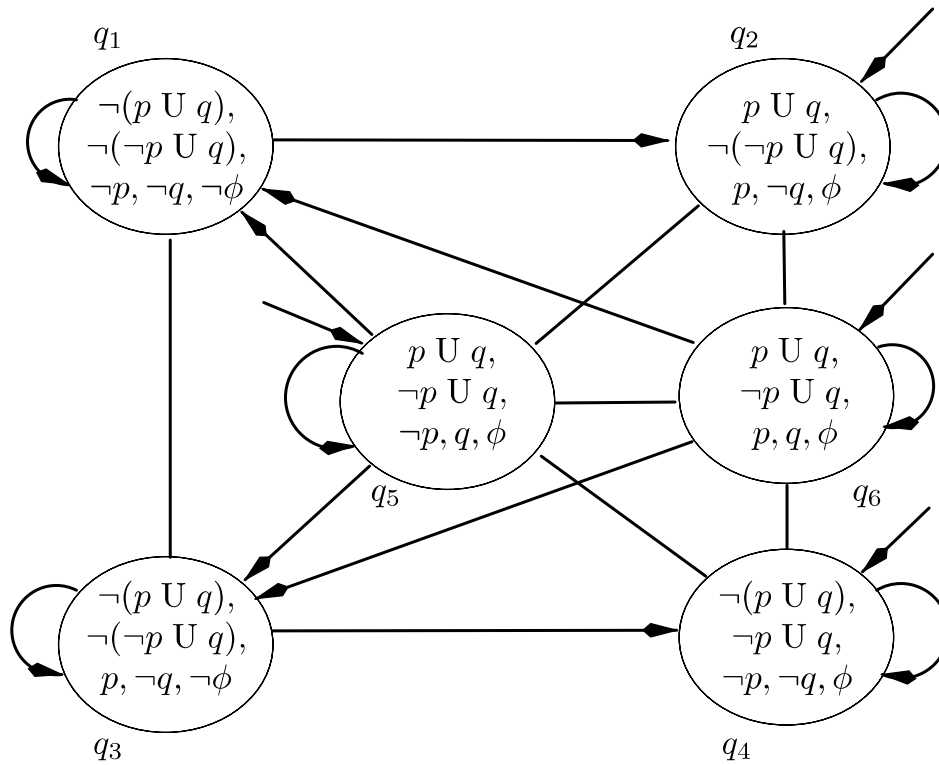 q₁
¬(p U q),
¬(¬p U q),
¬p, ¬q, ¬ϕ
q₂
p U q,
¬(¬p U q),
p, ¬q, ϕ
p U q,
¬p U q,
¬p, q, ϕ
q₅
p U q,
¬p U q,
p, q, ϕ
q₆
¬(p U q),
¬(¬p U q),
p, ¬q, ¬ϕ
q₃
¬(p U q),
¬p U q,
¬p, ¬q, ϕ
q₄